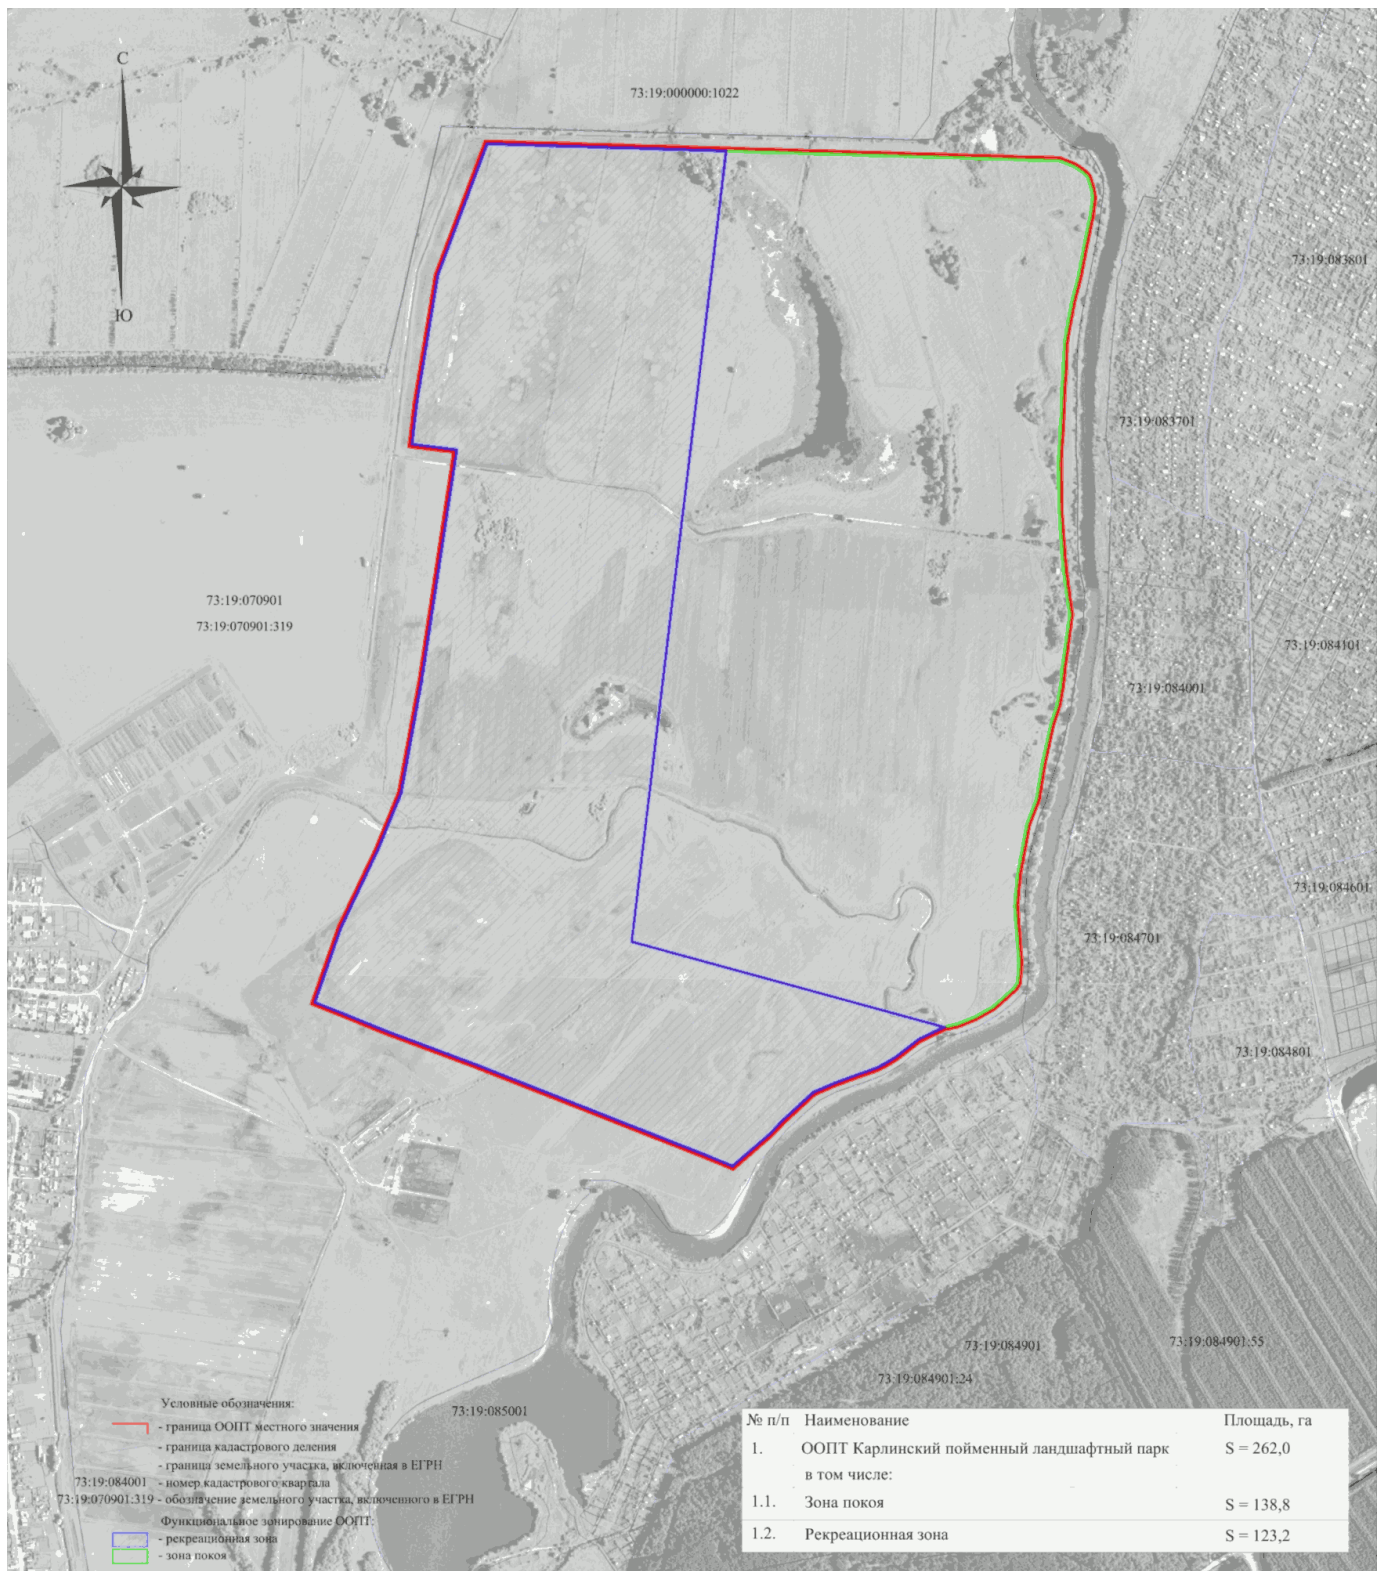 С
73:19:000000:1022
73:19:083801
Ю
73:19:083701
73:19:070901
73:19:070901:319
73:19:084101
73:19:084001
73:19:084601
73:19:084701
73:19:084801
73:19:084901
73:19:084901:55
73:19:084901:24
73:19:085001
Условные обозначения:
- граница ООПТ местного значения
- граница кадастрового деления
- граница земельного участка, включенная в ЕГРН
73:19:084001 - номер кадастрового квартала
73:19:070901:319 - обозначение земельного участка, включенного в ЕГРН
Функциональное зонирование ООПТ:
- рекреационная зона
- зона покоя
№ п/п Наименование Площадь, га
1. ООПТ Карлинский пойменный ландшафтный парк S = 262,0
в том числе:
1.1. Зона покоя S = 138,8
1.2. Рекреационная зона S = 123,2